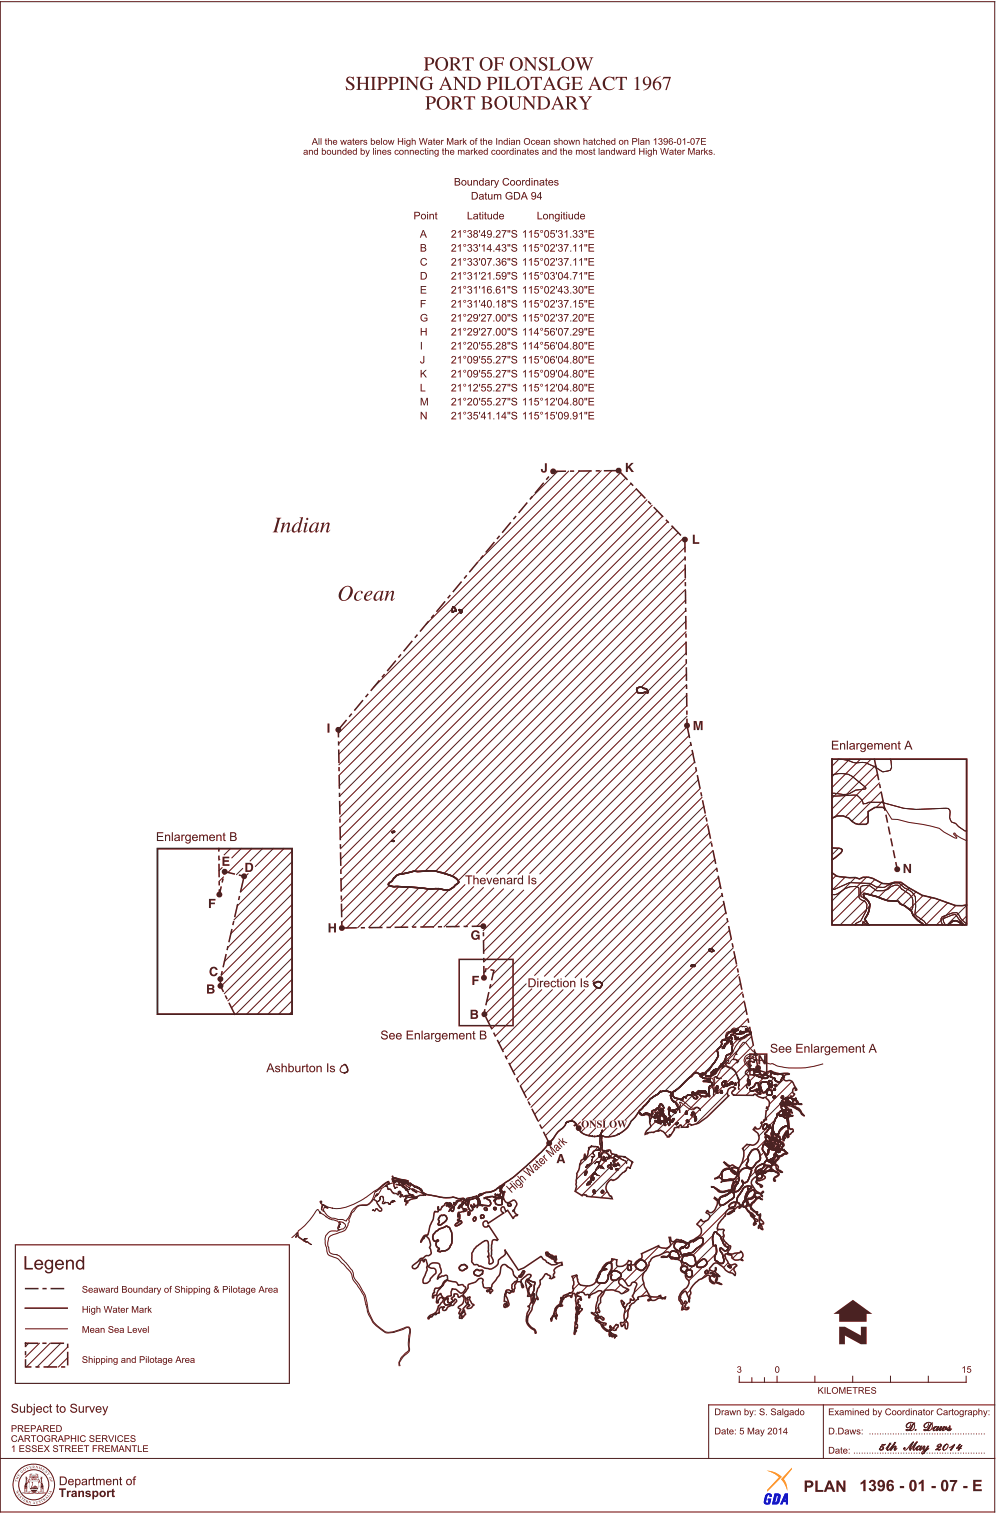 PORT OF ONSLOW
SHIPPING AND PILOTAGE ACT 1967
PORT BOUNDARY
All the waters below High Water Mark of the Indian Ocean shown hatched on Plan 1396-01-07E
and bounded by lines connecting the marked coordinates and the most landward High Water Marks.
Boundary Coordinates
Datum GDA 94
Point Latitude Longitiude
A 21°38'49.27"S 115°05'31.33"E
B 21°33'14.43"S 115°02'37.11"E
C 21°33'07.36"S 115°02'37.11"E
D 21°31'21.59"S 115°03'04.71"E
E 21°31'16.61"S 115°02'43.30"E
F 21°31'40.18"S 115°02'37.15"E
G 21°29'27.00"S 115°02'37.20"E
H 21°29'27.00"S 114°56'07.29"E
I 21°20'55.28"S 114°56'04.80"E
J 21°09'55.27"S 115°06'04.80"E
K 21°09'55.27"S 115°09'04.80"E
L 21°12'55.27"S 115°12'04.80"E
M 21°20'55.27"S 115°12'04.80"E
N 21°35'41.14"S 115°15'09.91"E
J K
Indian
L
Ocean
I M
Enlargement A
N
Enlargement B
E D
F
C
B
Thevenard Is
H G
F Direction Is
B
See Enlargement B
See Enlargement A
N
Ashburton Is
ONSLOW
A
High Water Mark
Legend
Seaward Boundary of Shipping & Pilotage Area
High Water Mark
Mean Sea Level
Shipping and Pilotage Area
N
3 0 15
KILOMETRES
Subject to Survey
PREPARED
CARTOGRAPHIC SERVICES
1 ESSEX STREET FREMANTLE
Drawn by: S. Salgado
Date: 5 May 2014
Examined by Coordinator Cartography:
D.Daws: D. Daws
Date: 5th May 2014
Department of
Transport
GDA
PLAN 1396 - 01 - 07 - E